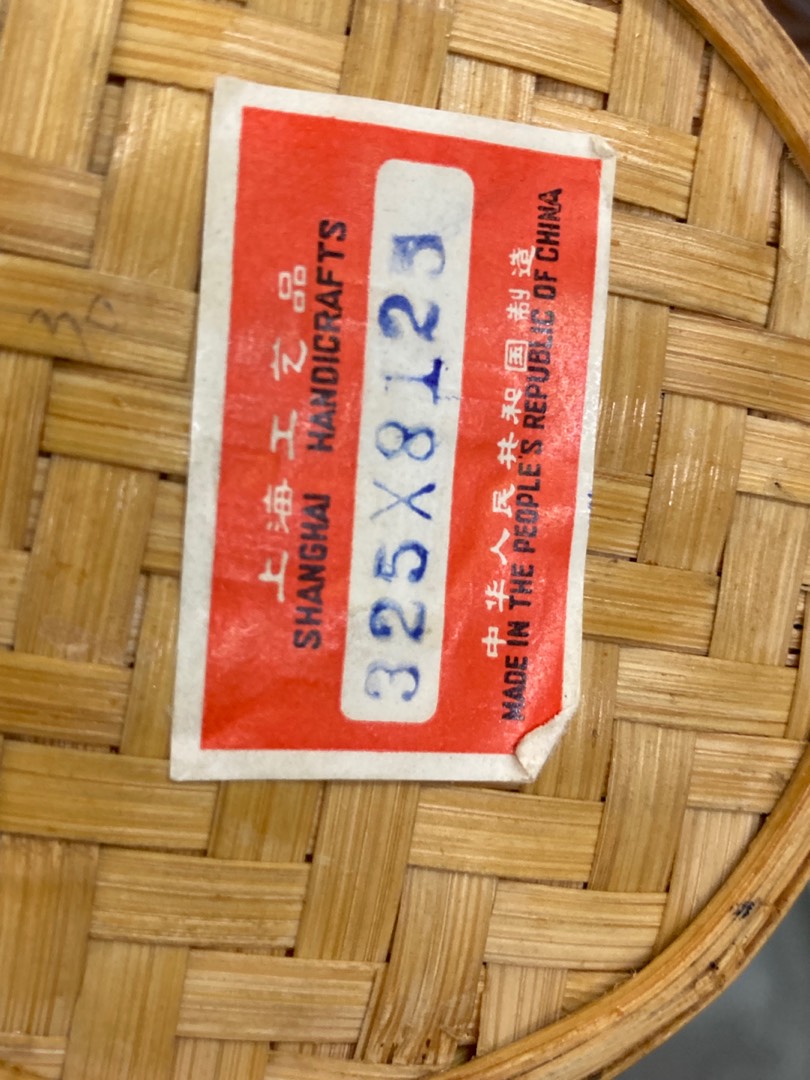 上海工艺品
SHANGHAI HANDICRAFTS
325X8123
中华人民共和国制造
MADE IN THE PEOPLE'S REPUBLIC OF CHINA